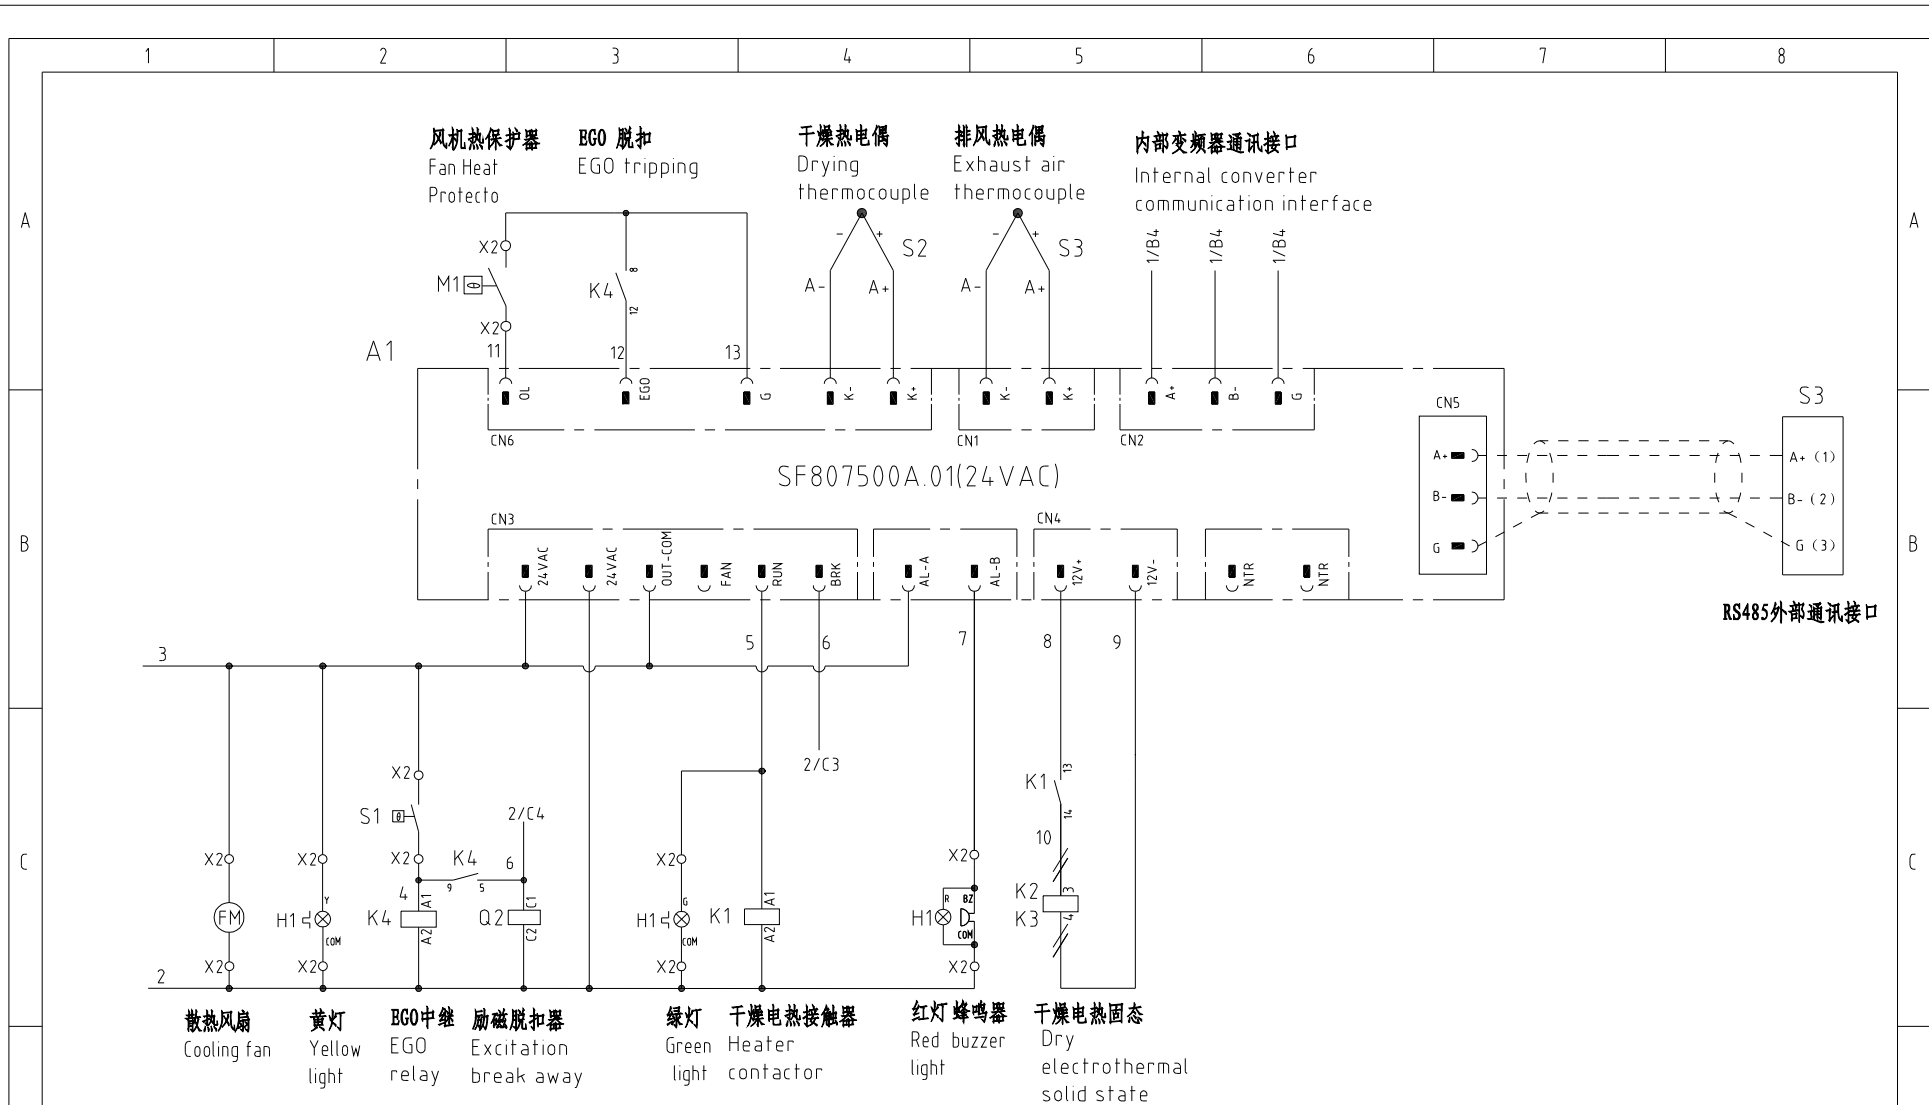 1 2 3 4 5 6 7 8
风机热保护器 EGO 脱扣 干燥热电偶 排风热电偶 内部变频器通讯接口
Fan Heat
Protecto
EGO tripping
Drying
thermocouple
Exhaust air
thermocouple
Internal converter
communication interface
A A
X2
M1 θ
X2
K4 8 12
- + S2
A- A+
- + S3
A- A+
1/B4 1/B4 1/B4
A1
11 12 13
OL EGO G K- K+ K- K+ A+ B- G
CN6 CN1 CN2
CN5 S3
A+ A+ (1)
B- B- (2)
G G (3)
RS485外部通讯接口
SF807500A.01(24VAC)
B B
CN3 CN4
24VAC 24VAC OUT-COM FAN RUN BRK AL-A AL-B 12V+ 12V- NTR NTR
3 5 6 7 8 9
2/C3
X2
S1 θ
2/C4
K1 13 14
10
C C
X2 X2 X2 K4 9 5 6 X2 X2
4
FM
H1 Y COM
K4 A1 A2
Q2 C1 C2
H1 G COM
K1 A1 A2
H1 R BZ COM
K2 3
K3 4
X2 X2 X2 X2
2
散热风扇 黄灯 EGO中继 励磁脱扣器 绿灯 干燥电热接触器 红灯 蜂鸣器 干燥电热固态
Cooling fan
Yellow
light
EGO
relay
Excitation
break away
Green
light
Heater
contactor
Red buzzer
light
Dry
electrothermal
solid state